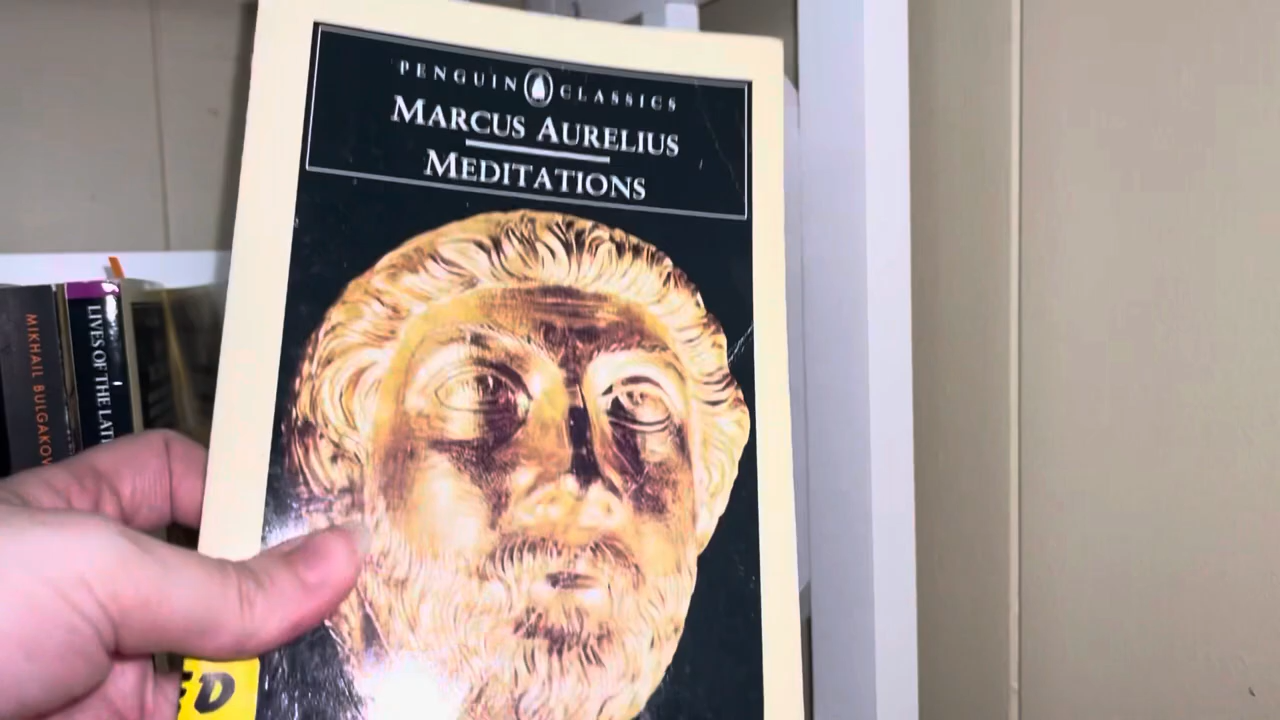 PENGUIN CLASSICS
MARCUS AURELIUS
MEDITATIONS
MIKHAIL BULGAKOV
LIVES OF THE LAT
ED